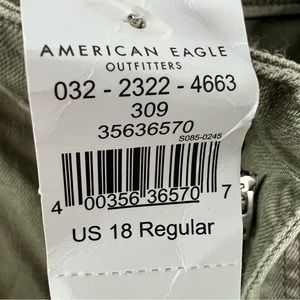 AMERICAN EAGLE
OUTFITTERS
032 - 2322 - 4663
309
35636570
S085-0245
4 00356 36570 7
US 18 Regular